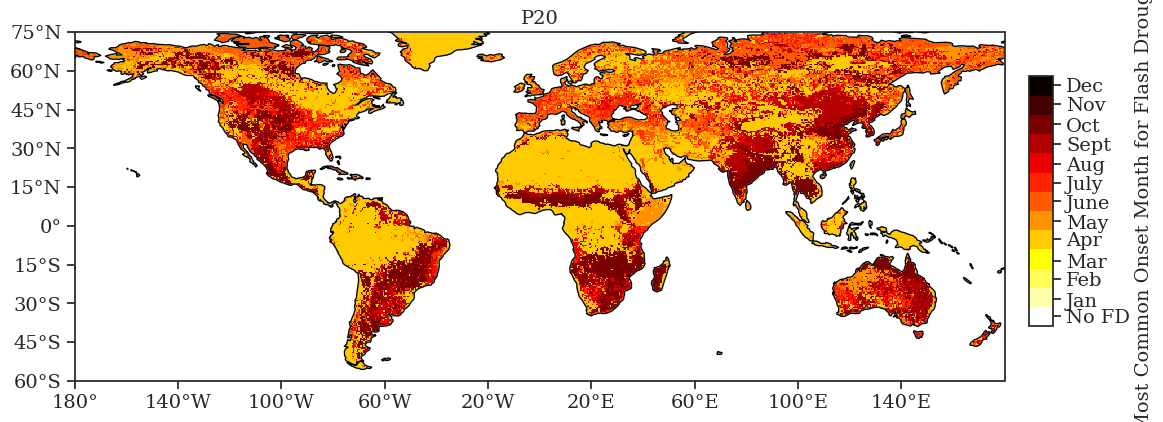 P20
75°N
60°N
45°N
30°N
15°N
0°
15°S
30°S
45°S
60°S
180° 140°W 100°W 60°W 20°W 20°E 60°E 100°E 140°E
Dec
Nov
Oct
Sept
Aug
July
June
May
Apr
Mar
Feb
Jan
No FD
Most Common Onset Month for Flash Droug